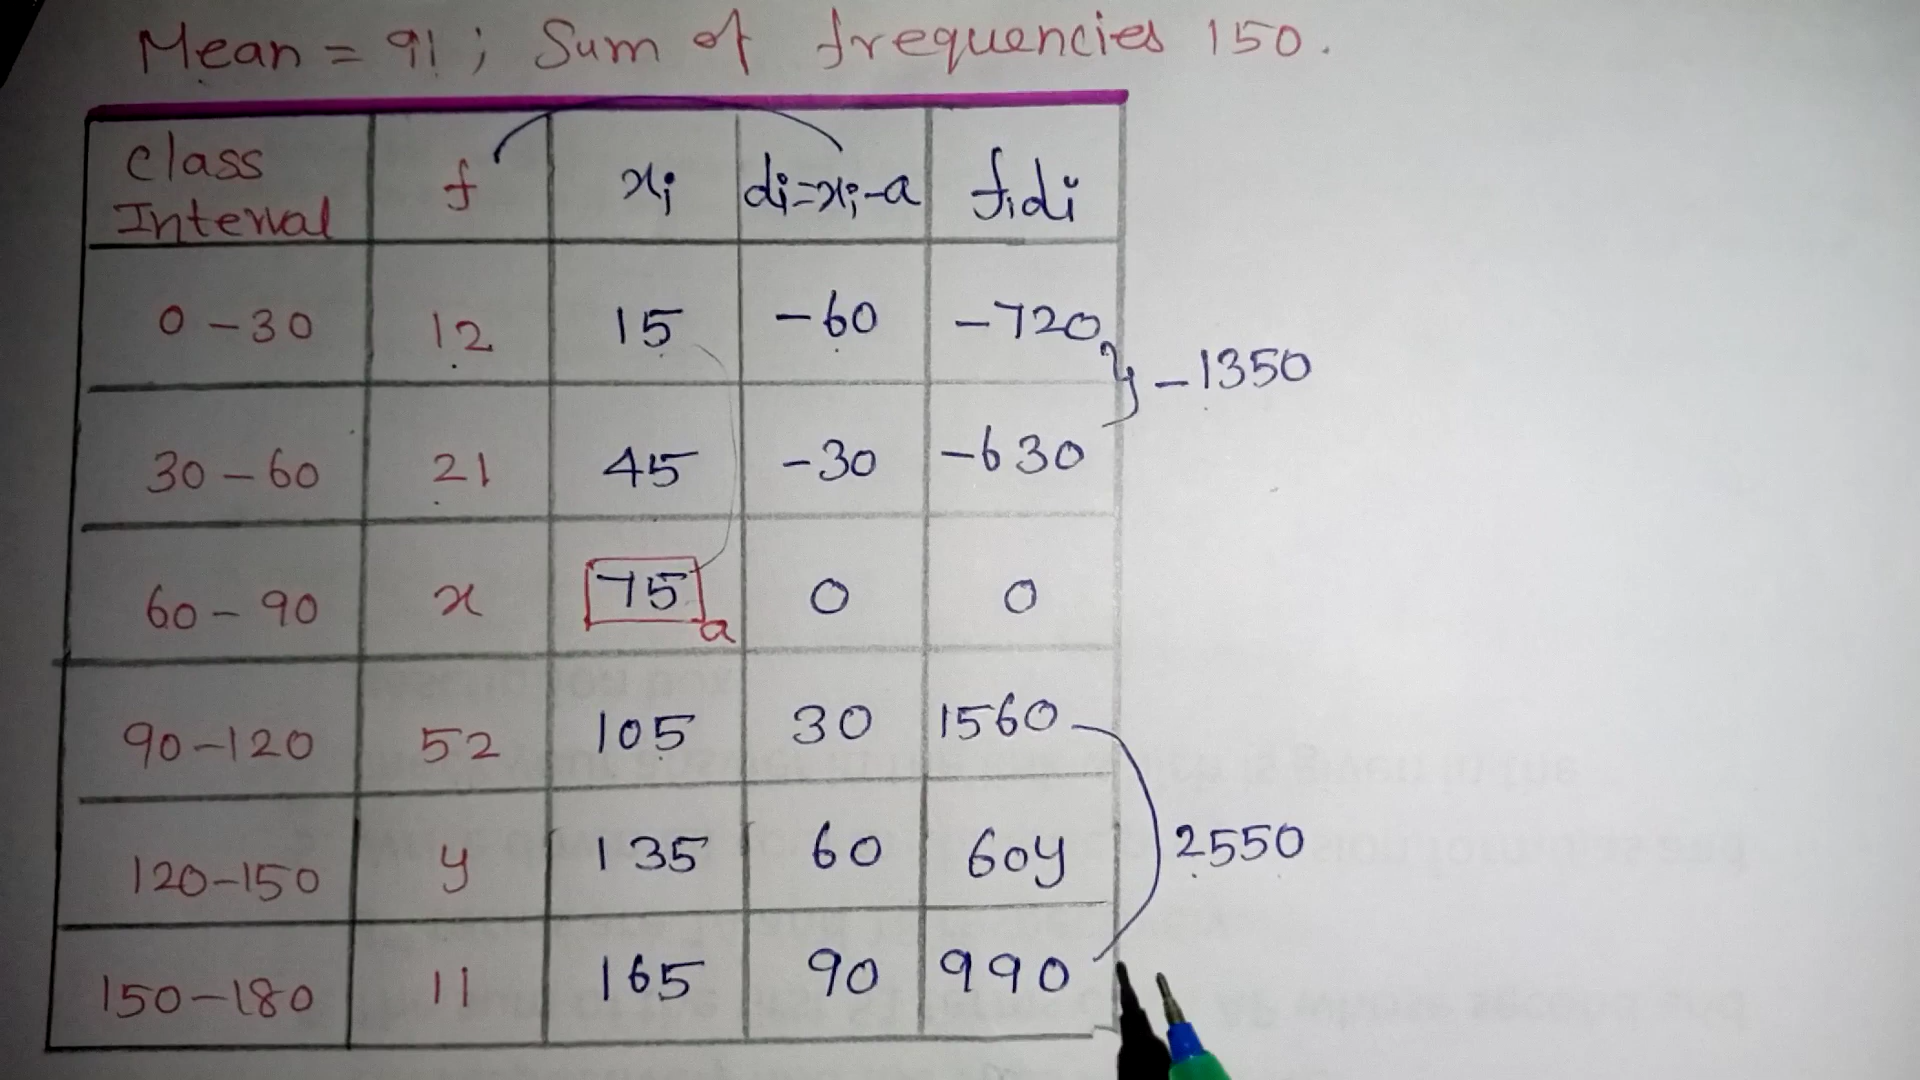 Mean = 91 ; Sum of frequencies 150.
Class Interval f xi di=xi-a fidi
0-30 12 15 -60 -720
-1350
30-60 21 45 -30 -630
60-90 x 75 a 0 0
90-120 52 105 30 1560
2550
120-150 y 135 60 60y
150-180 11 165 90 990